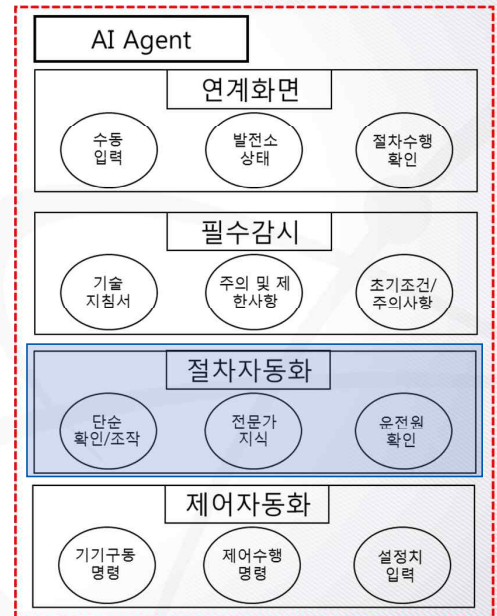 AI Agent
연계화면
수동
입력
발전소
상태
절차수행
확인
필수감시
기술
지침서
주의 및 제
한사항
초기조건/
주의사항
절차자동화
단순
확인/조작
전문가
지식
운전원
확인
제어자동화
기기구동
명령
제어수행
명령
설정치
입력